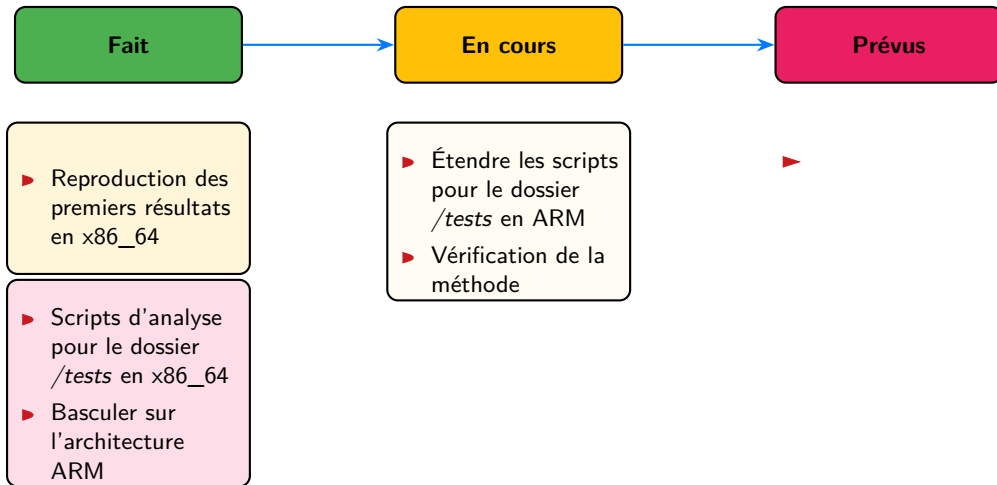 Fait
En cours
Prévus
Reproduction des
premiers résultats
en x86_64
Scripts d'analyse
pour le dossier
/tests en x86_64
Basculer sur
l'architecture
ARM
Étendre les scripts
pour le dossier
/tests en ARM
Vérification de la
méthode